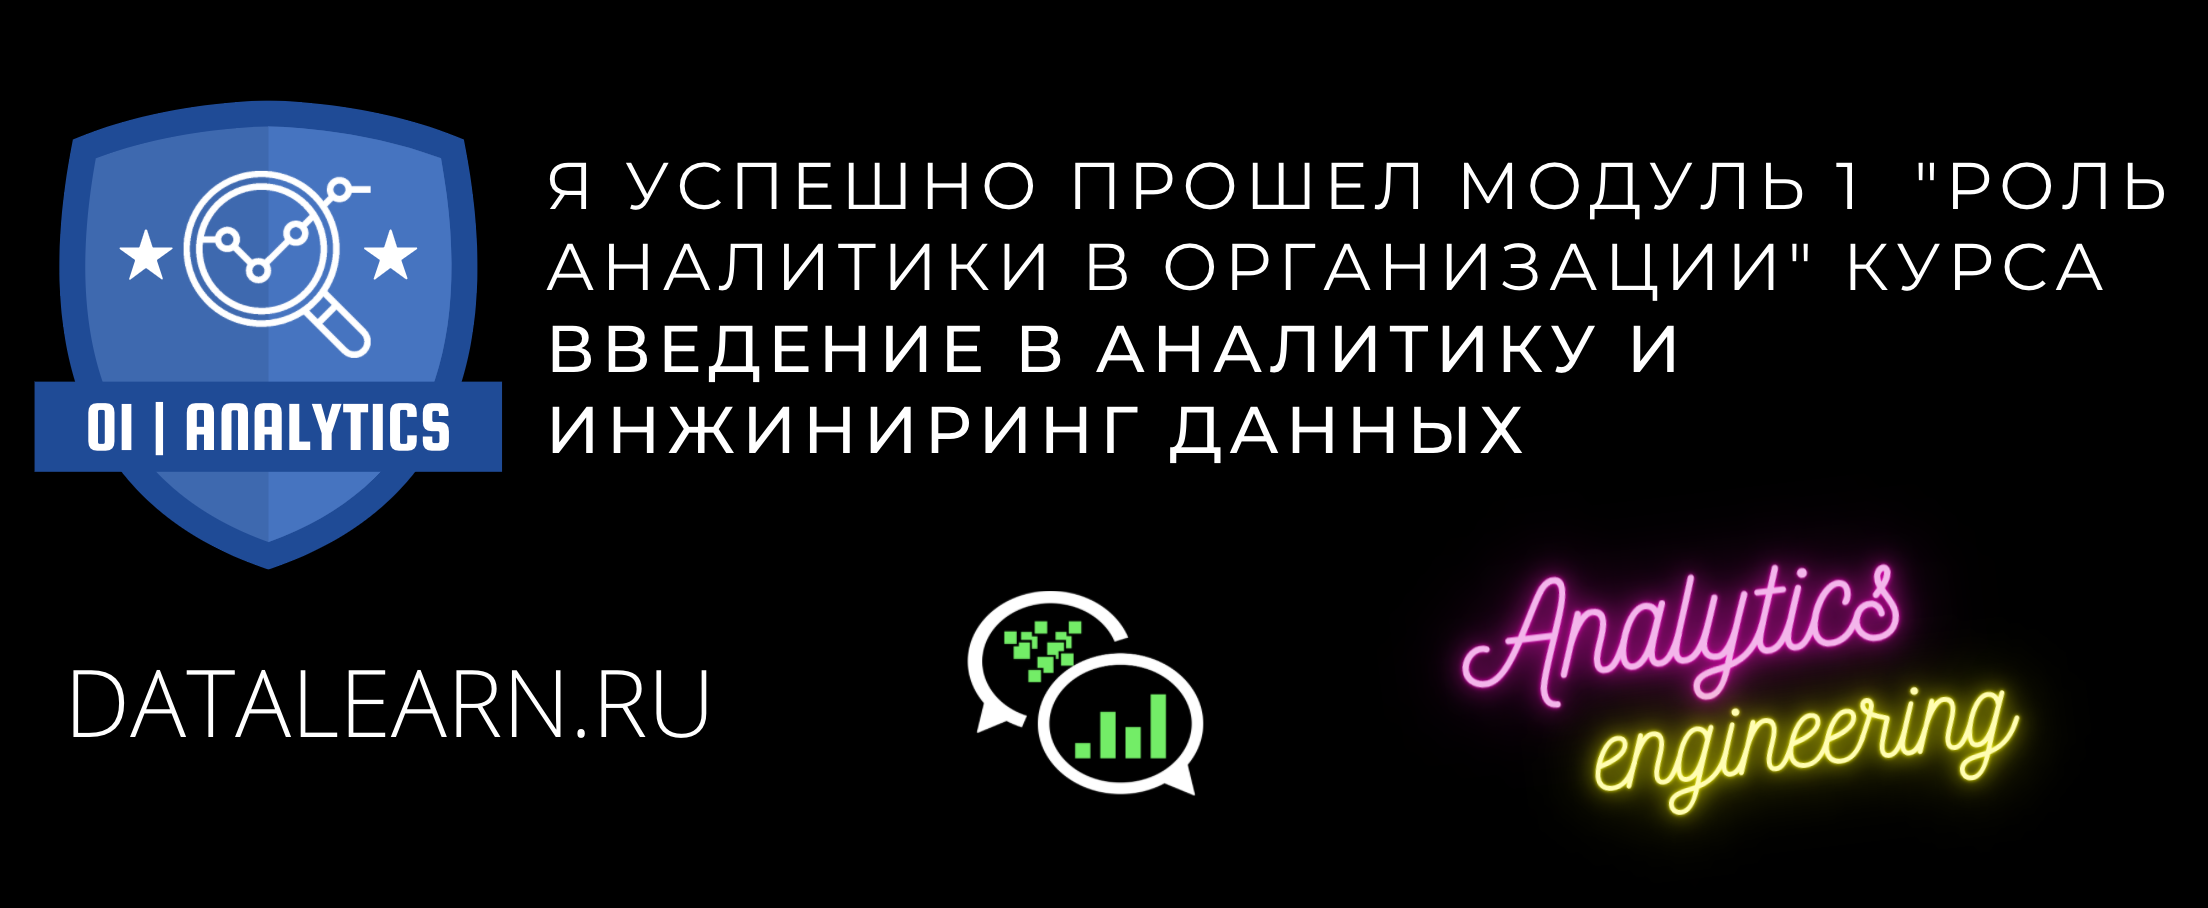 Я УСПЕШНО ПРОШЕЛ МОДУЛЬ 1 "РОЛЬ
АНАЛИТИКИ В ОРГАНИЗАЦИИ" КУРСА
ВВЕДЕНИЕ В АНАЛИТИКУ И
ИНЖИНИРИНГ ДАННЫХ
01 | ANALYTICS
DATALEARN.RU
Analytics
engineering